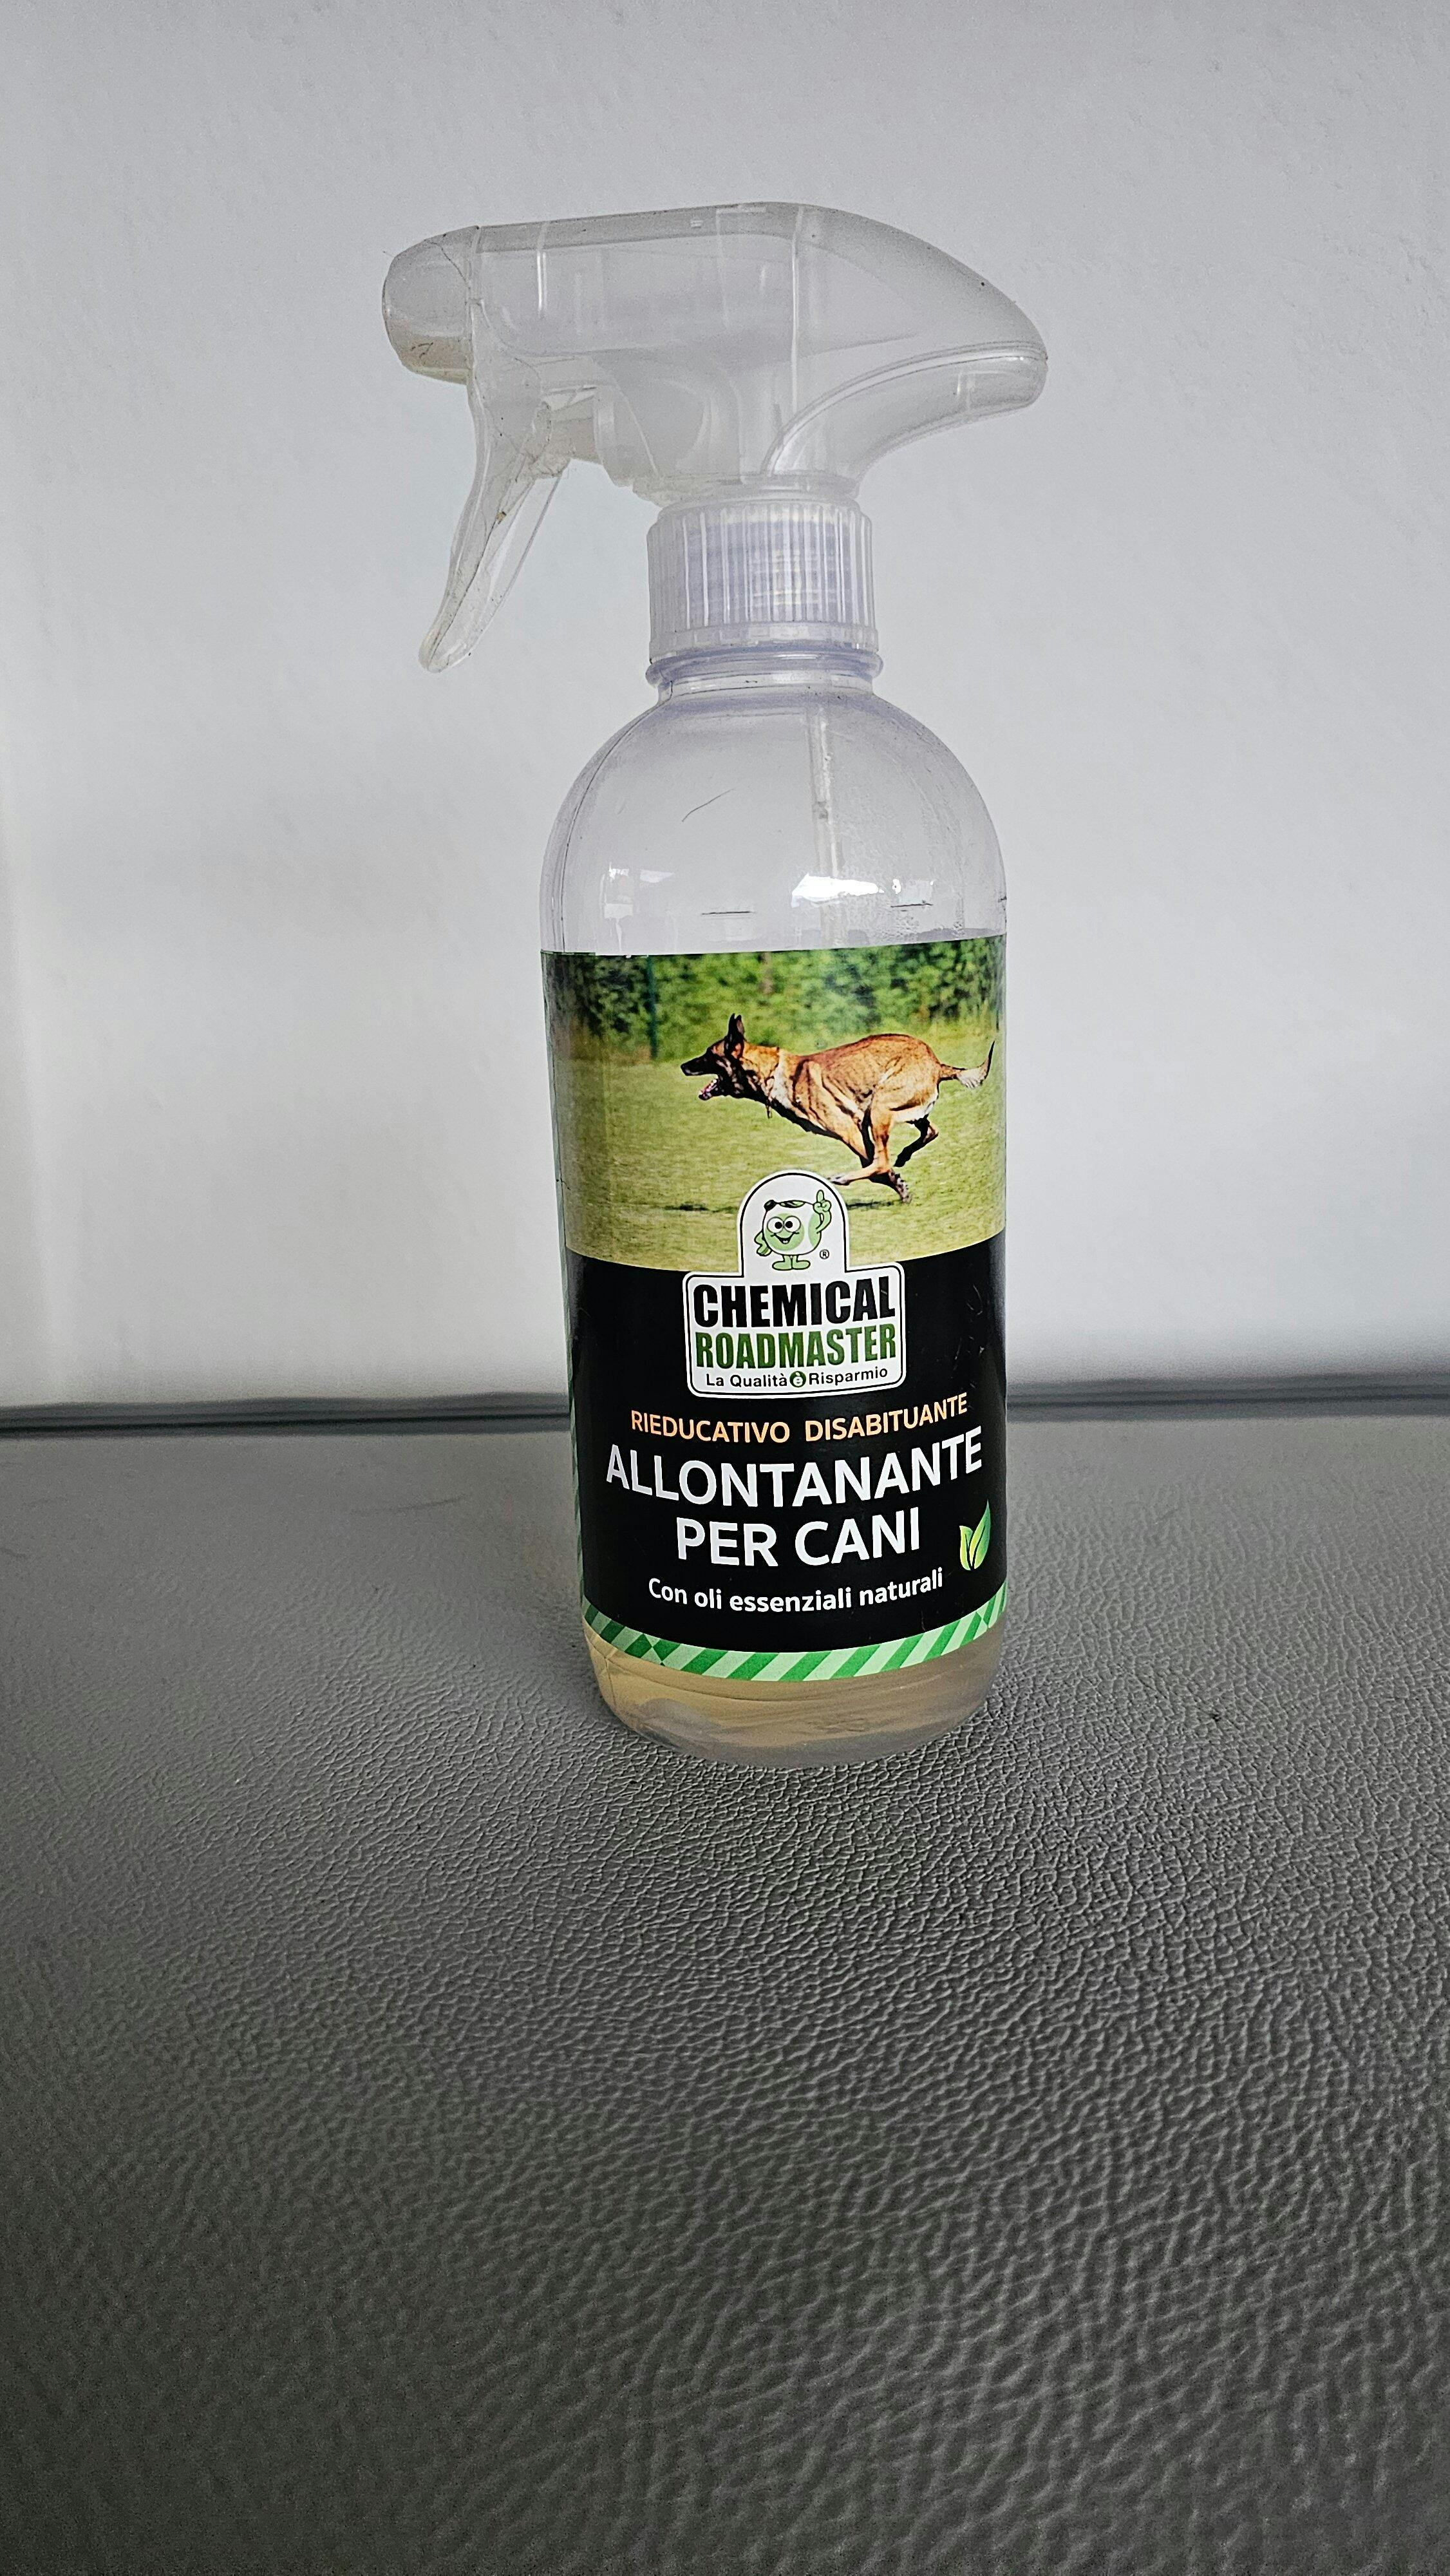 ®
CHEMICAL
ROADMASTER
La Qualità è Risparmio
RIEDUCATIVO DISABITUANTE
ALLONTANANTE
PER CANI
Con oli essenziali naturali